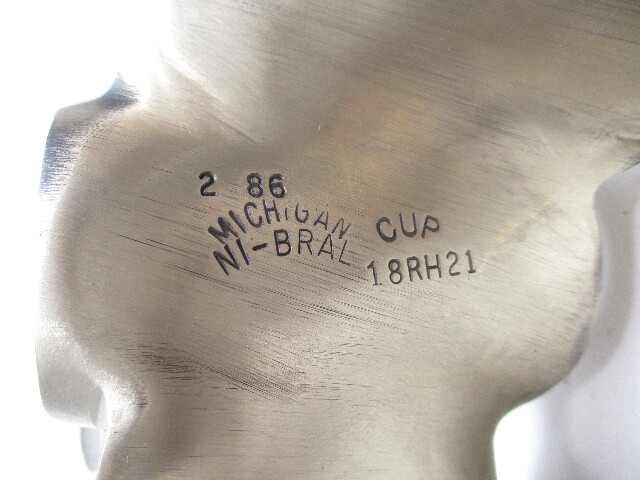 2 86
MICHIGAN
NI-BRAL
CUP
18RH21